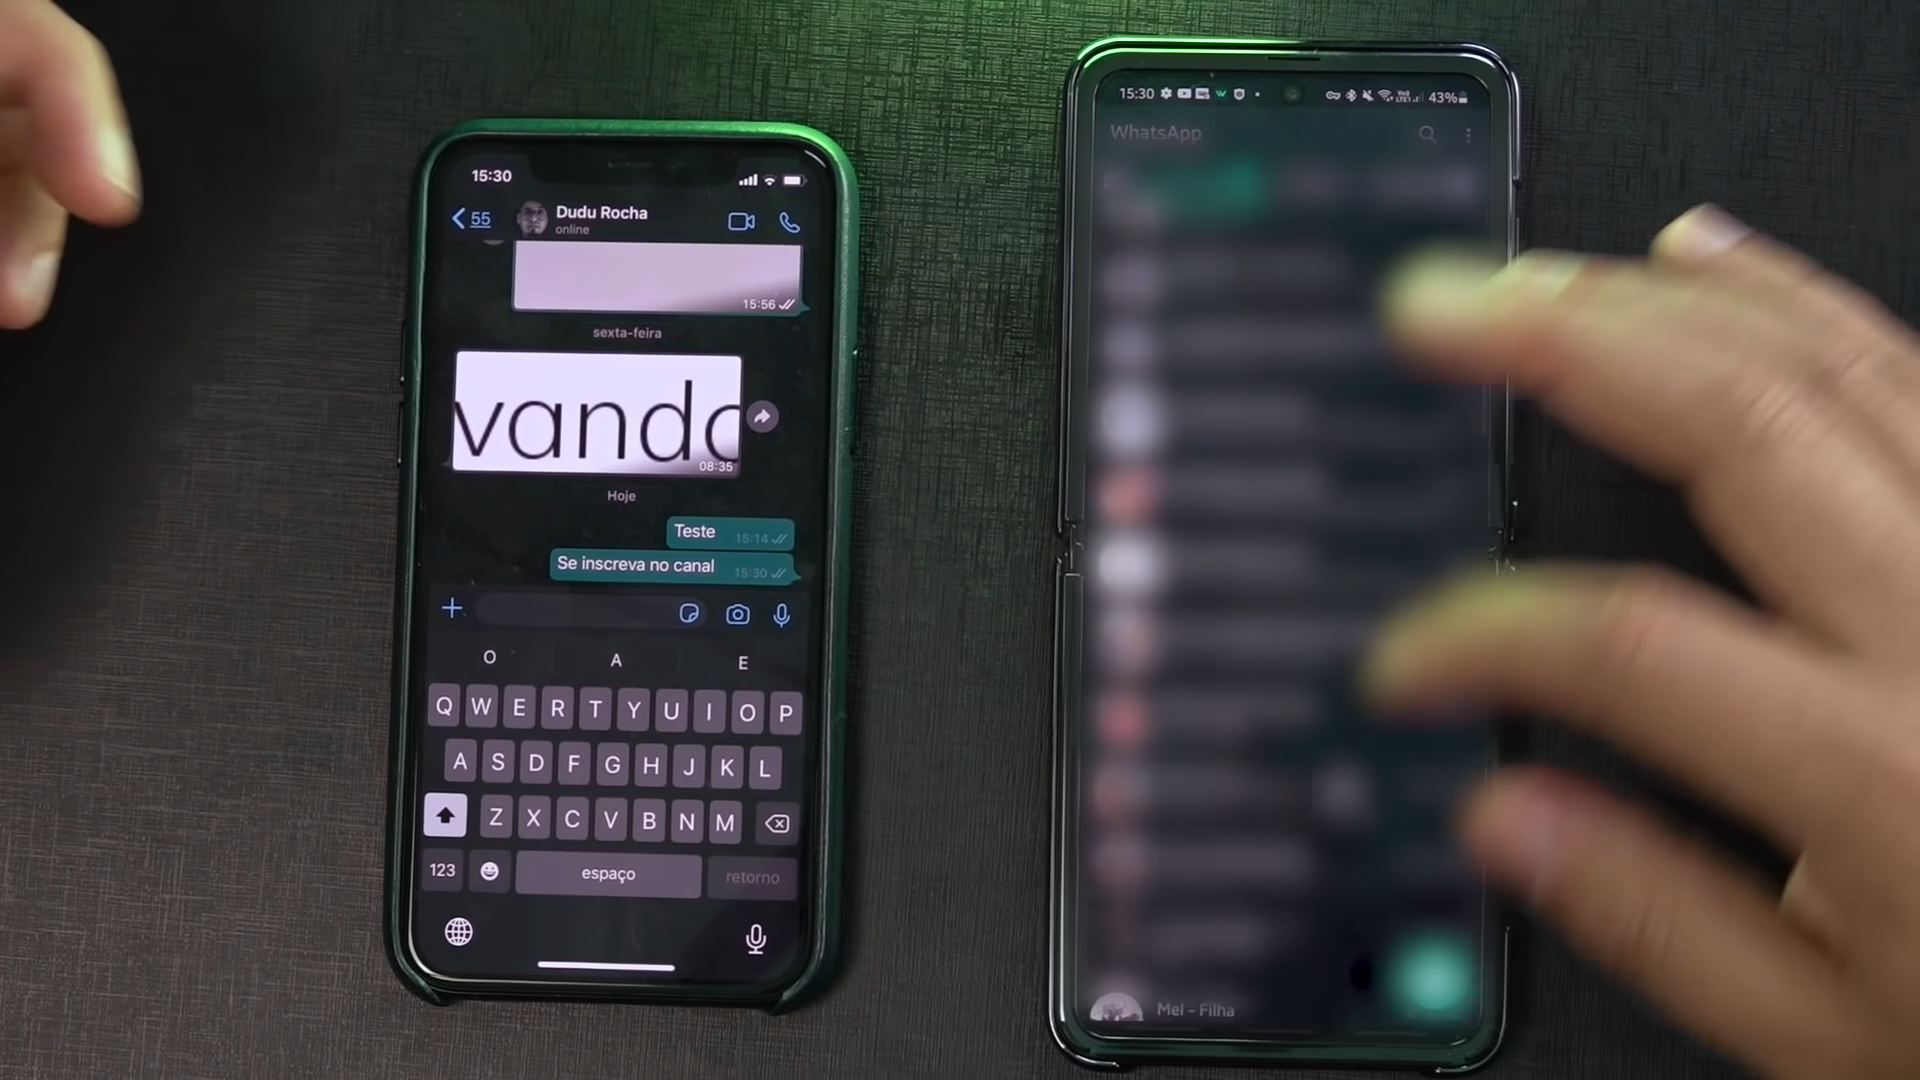 15:30
55
Dudu Rocha
online
15:56
sexta-feira
vando
08:35
Hoje
Teste 15:14
Se inscreva no canal 15:30
O A E
Q W E R T Y U I O P
A S D F G H J K L
Z X C V B N M
123 espaço retorno
15:30 43%
WhatsApp
Mel - Filha